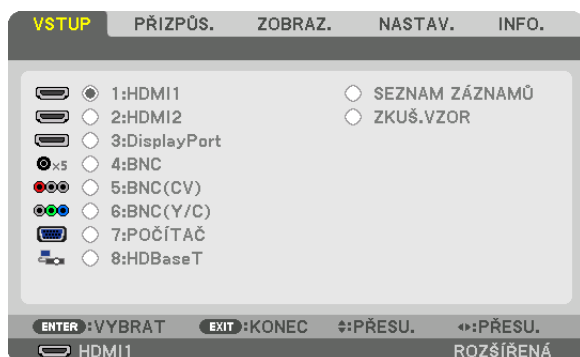 VSTUP PŘIZPŮS. ZOBRAZ. NASTAV. INFO.
1:HDMI1 SEZNAM ZÁZNAMŮ
2:HDMI2 ZKUŠ.VZOR
3:DisplayPort
×5 4:BNC
5:BNC(CV)
6:BNC(Y/C)
7:POČÍTAČ
8:HDBaseT
ENTER:VYBRAT EXIT:KONEC :PŘESU. :PŘESU.
HDMI1 ROZŠÍŘENÁ